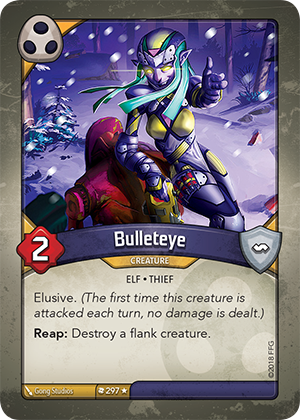 Bulleteye
2
CREATURE
ELF • THIEF
Elusive. (The first time this creature is
attacked each turn, no damage is dealt.)
Reap: Destroy a flank creature.
©2018 FFG
Gong Studios
297